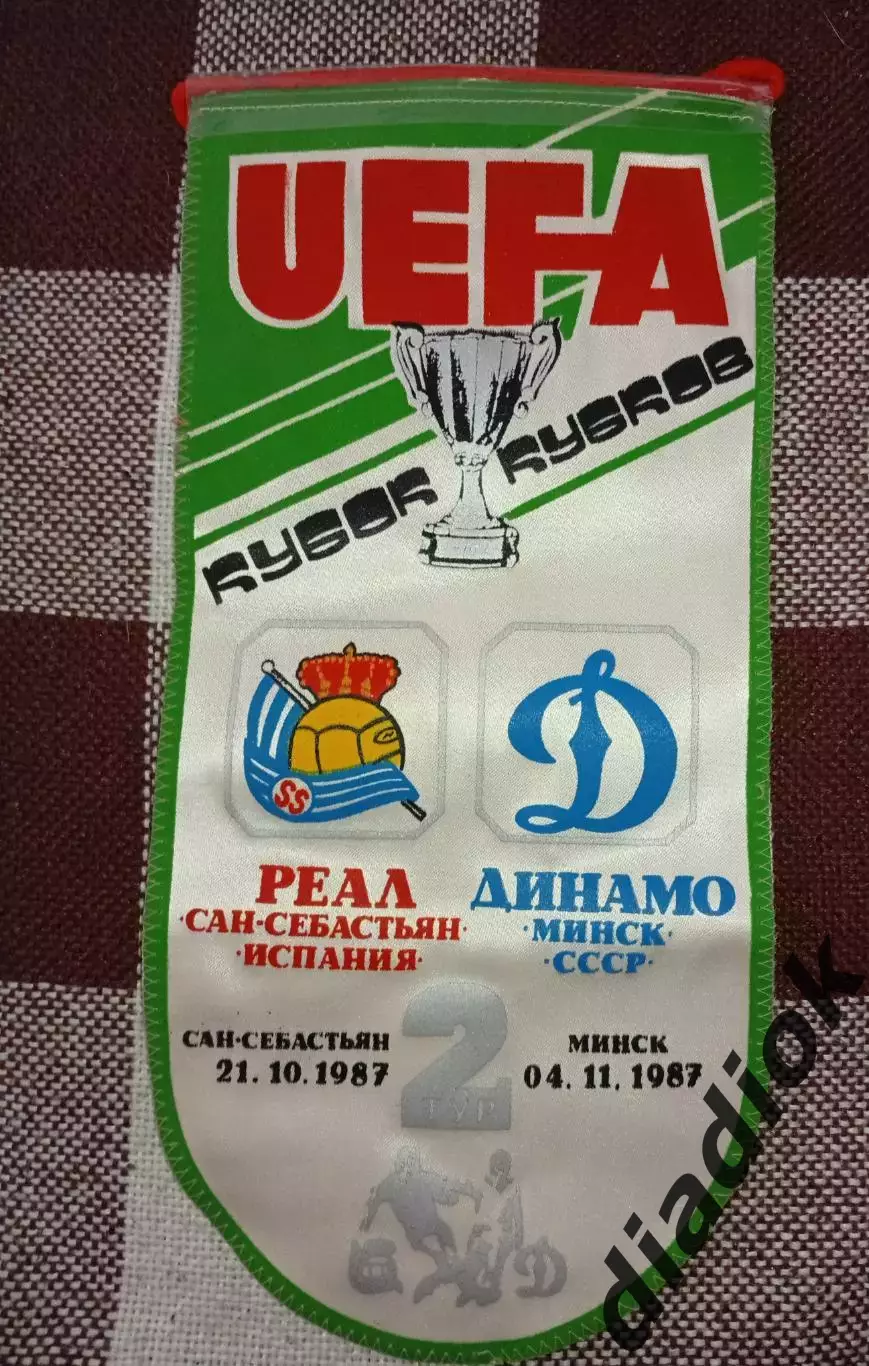 UEFA
КУБОК КУБКОВ
SS
РЕАЛ
·САН-СЕБАСТЬЯН·
·ИСПАНИЯ·
ДИНАМО
·МИНСК·
·СССР·
САН-СЕБАСТЬЯН
21.10.1987
2
ТУР
МИНСК
04.11.1987
diadiok